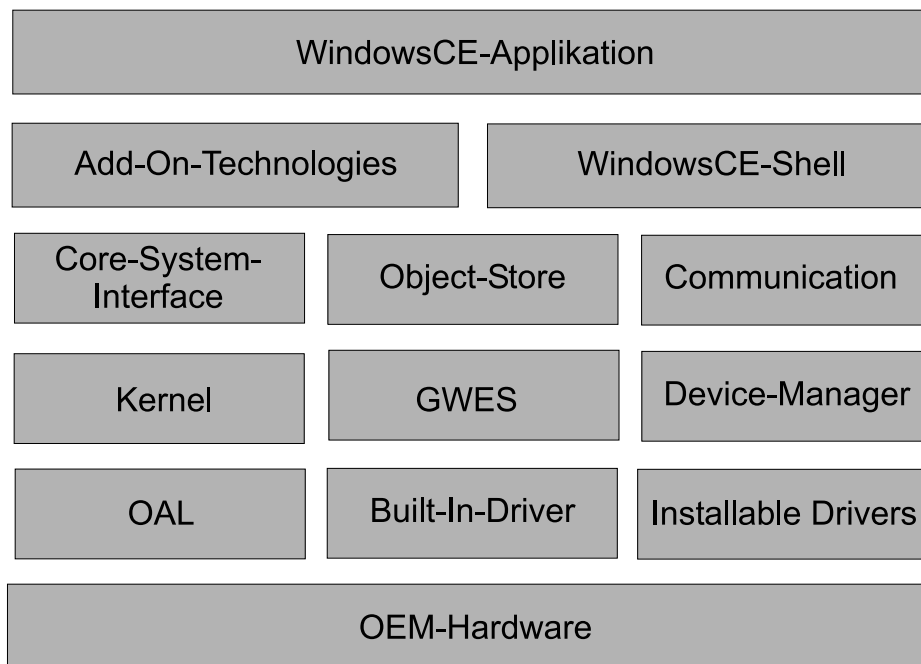 WindowsCE-Applikation
Add-On-Technologies
WindowsCE-Shell
Core-System-
Interface
Object-Store
Communication
Kernel
GWES
Device-Manager
OAL
Built-In-Driver
Installable Drivers
OEM-Hardware